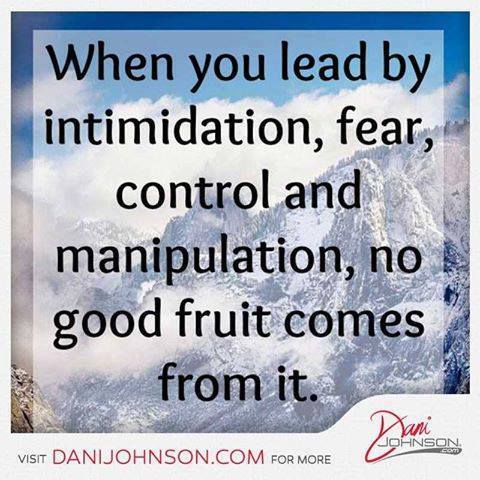 When you lead by
intimidation, fear,
control and
manipulation, no
good fruit comes
from it.
Dani
JOHNSON.
.com
VISIT DANIJOHNSON.COM FOR MORE